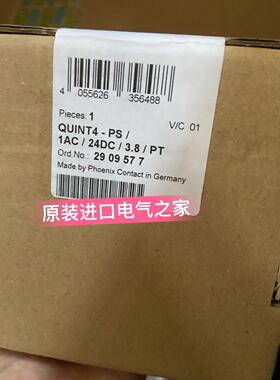 4 055626 356488
Pieces: 1
V/C 01
QUINT4 - PS /
1AC / 24DC / 3.8 / PT
Ord.No.: 29 09 57 7
Made by Phoenix Contact in Germany
原装进口电气之家